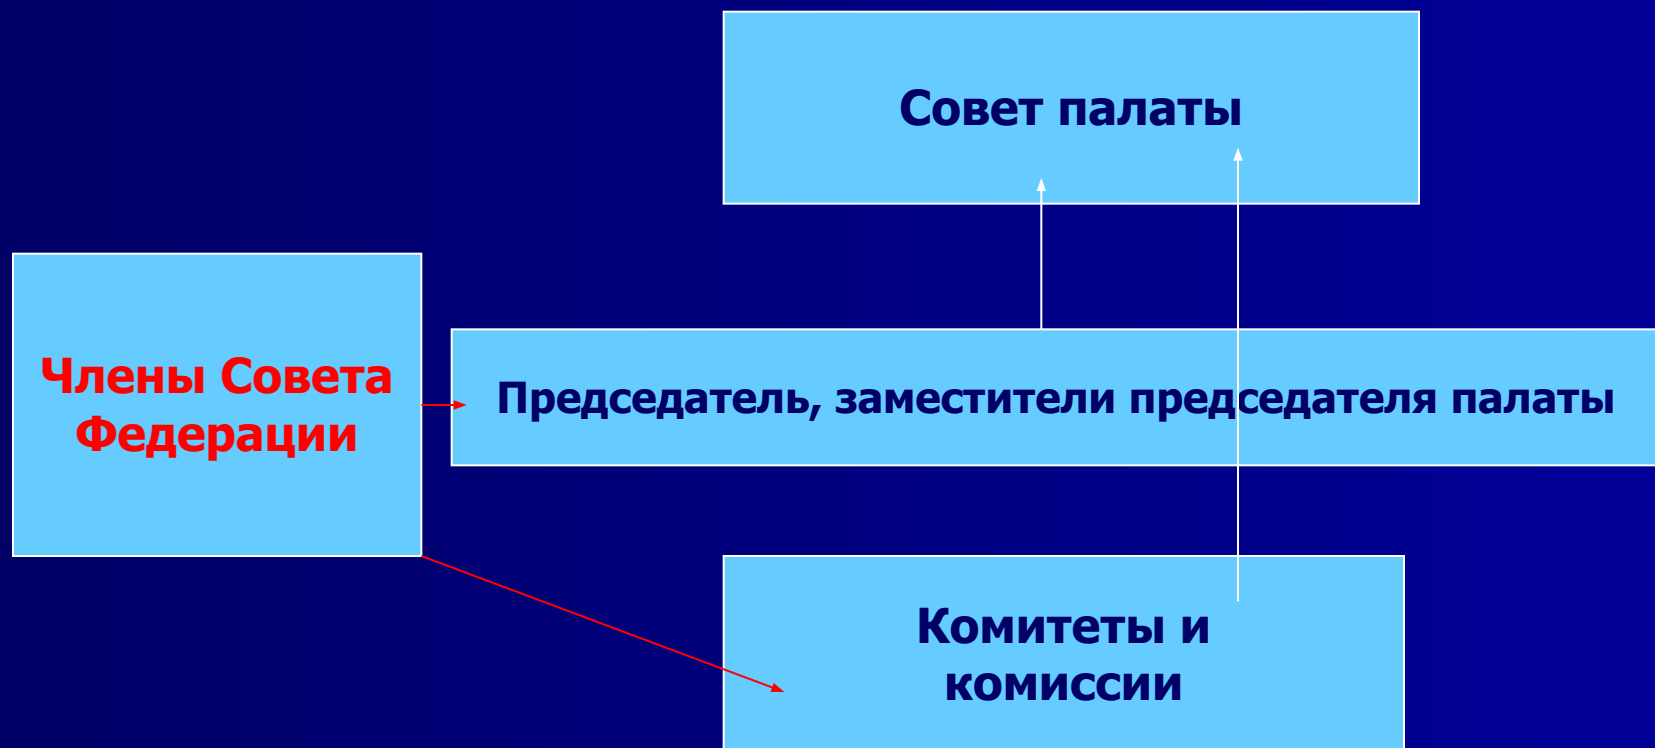 Совет палаты
Члены Совета
Федерации
Председатель, заместители председателя палаты
Комитеты и
комиссии